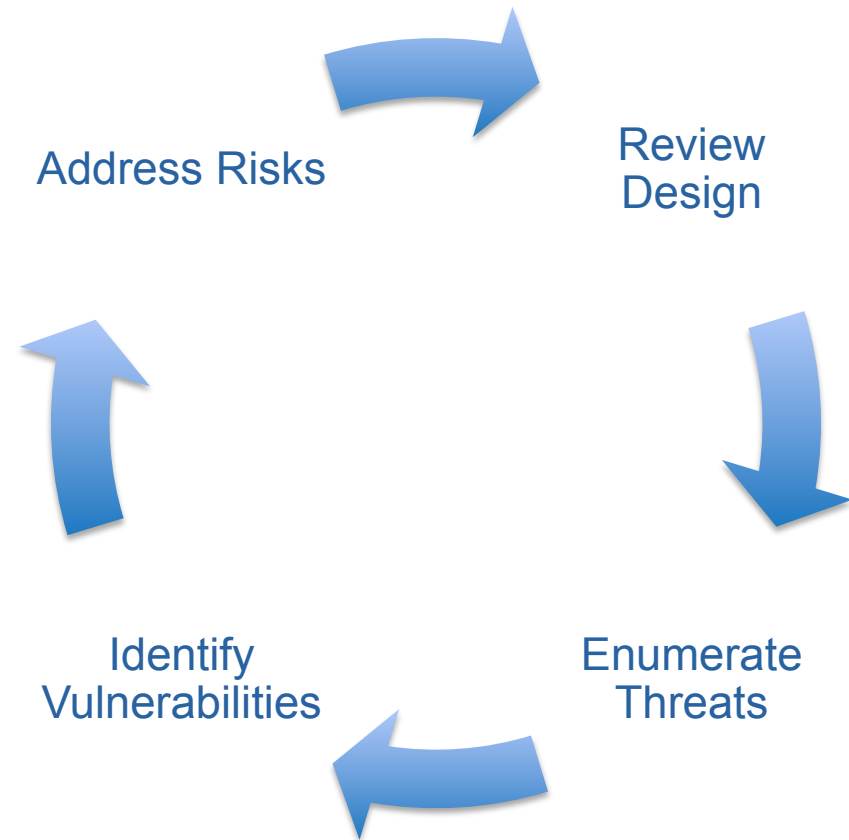 Address Risks
Review
Design
Identify
Vulnerabilities
Enumerate
Threats